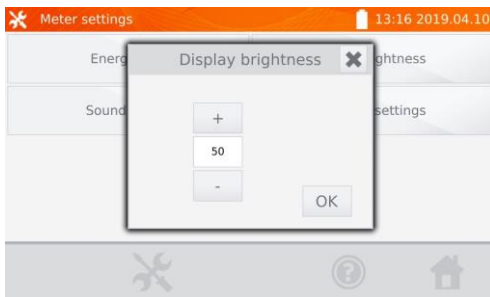 Meter settings
13:16 2019.04.10
Energ
Display brightness
ghtness
Sound
+
settings
50
-
OK